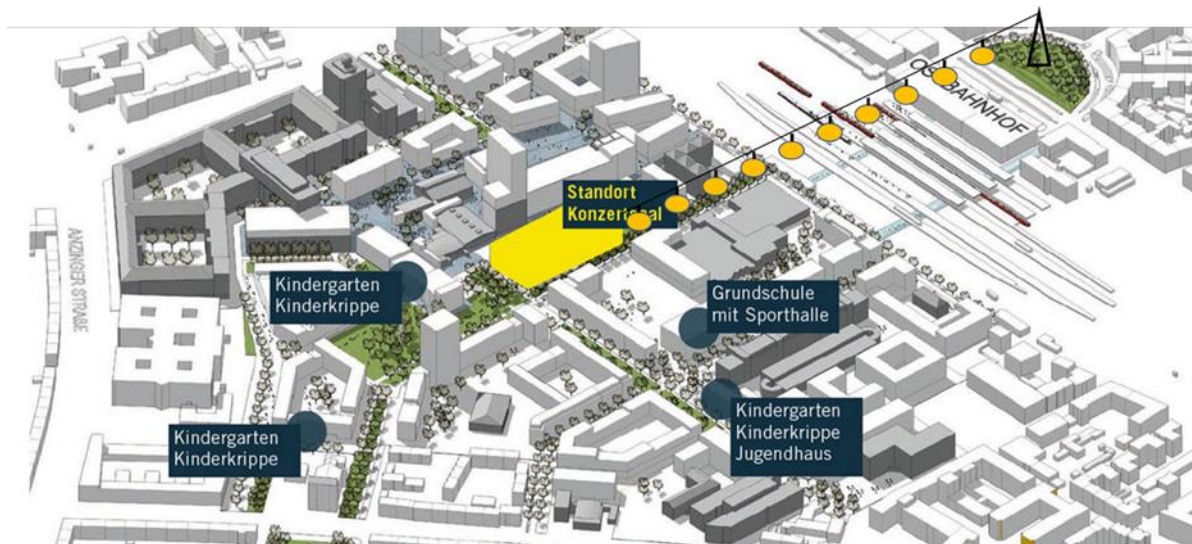 OSTBAHNHOF
Standort
Konzertsaal
ANZINGER STRAßE
Kindergarten
Kinderkrippe
Grundschule
mit Sporthalle
Kindergarten
Kinderkrippe
Jugendhaus
Kindergarten
Kinderkrippe